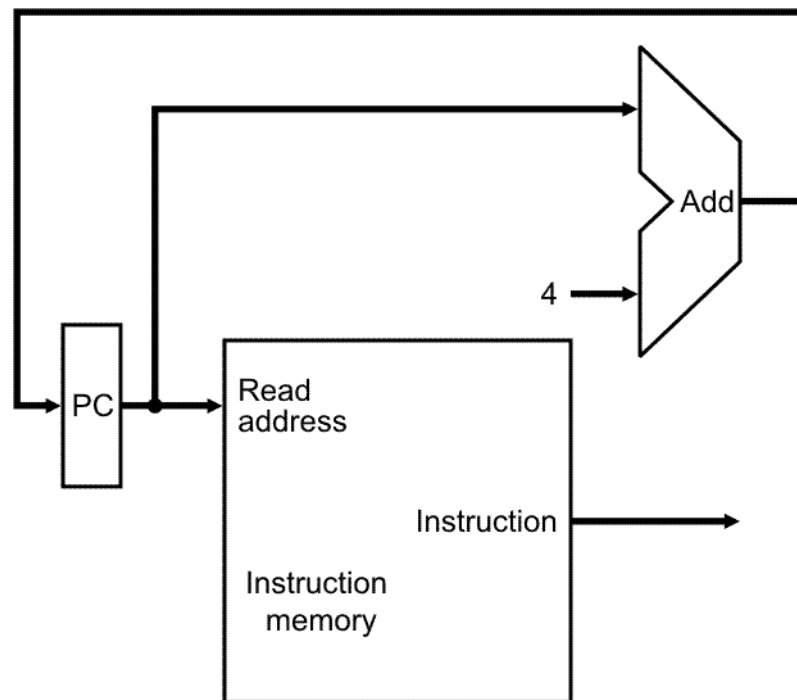 Add
4
PC
Read
address
Instruction
Instruction
memory